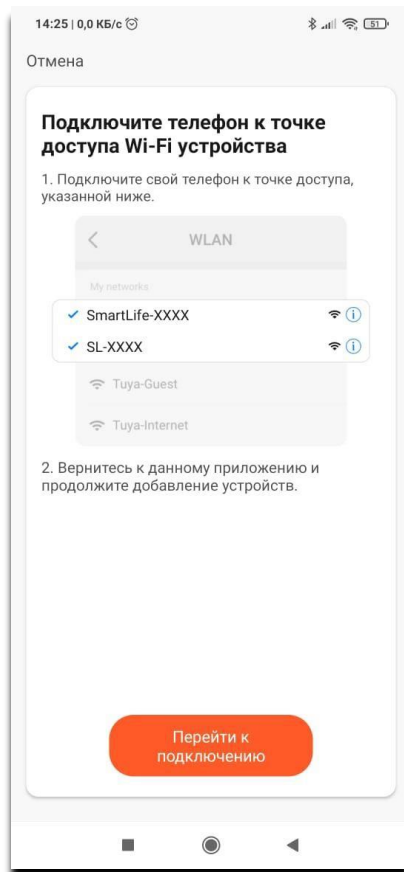 14:25 | 0,0 КБ/с
51
Отмена
Подключите телефон к точке
доступа Wi-Fi устройства
1. Подключите свой телефон к точке доступа,
указанной ниже.
WLAN
My networks
SmartLife-XXXX
SL-XXXX
Tuya-Guest
Tuya-Internet
2. Вернитесь к данному приложению и
продолжите добавление устройств.
Перейти к
подключению